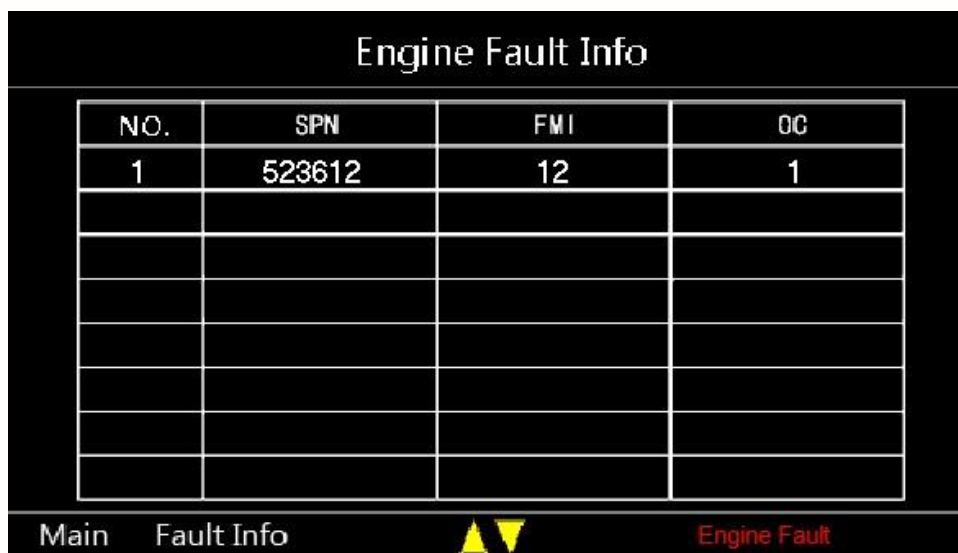 Engine Fault Info
NO. SPN FMI OC
1 523612 12 1
Main Fault Info Engine Fault